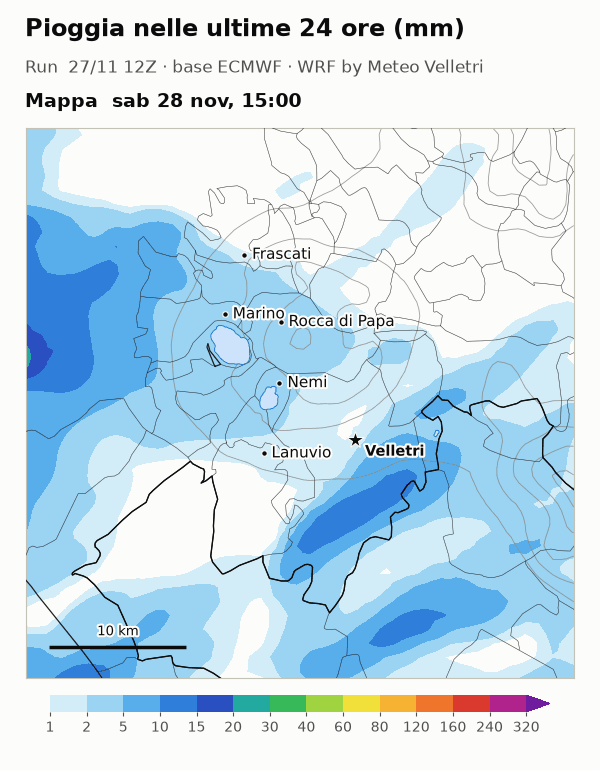 Pioggia nelle ultime 24 ore (mm)
Run  27/11 12Z · base ECMWF · WRF by Meteo Velletri
Mappa  sab 28 nov, 15:00
Frascati
Marino
Rocca di Papa
Nemi
Velletri
Lanuvio
10 km
1 2 5 10 15 20 30 40 60 80 120 160 240 320